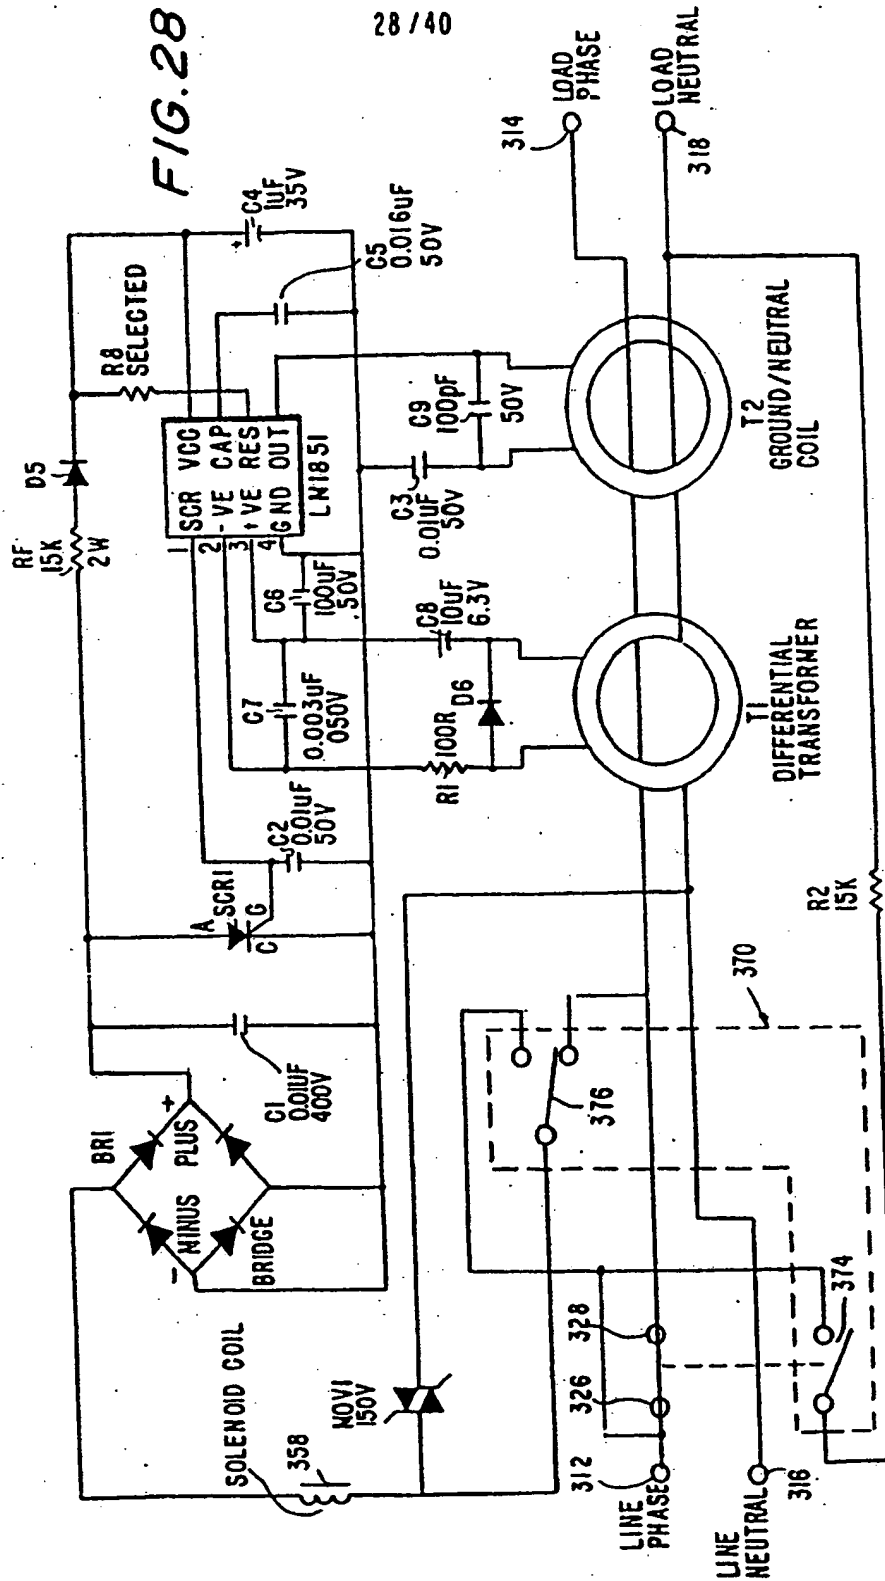 28/40
FIG.28
RF
15K
2W
D5
R8
SELECTED
C4
1uF
35V
+
C5
0.016uF
50V
1 SCR VCC
2 -VE CAP
3 +VE RES
4 GND OUT
LN1851
BRI
+
PLUS
MINUS
-
BRIDGE
C1
0.01UF
400V
A
SCR1
G
C
C2
0.01uF
50V
C7
0.003uF
050V
C6
100uF
.50V
C8
10uF
6.3V
C3
0.01uF
50V
C9
100pF
50V
R1
100R
D6
SOLENOID COIL
358
MOV1
150V
376
370
T1
DIFFERENTIAL
TRANSFORMER
T2
GROUND/NEUTRAL
COIL
314
LOAD
PHASE
LOAD
NEUTRAL
318
LINE
PHASE
312
326
328
LINE
NEUTRAL
316
374
R2
15K